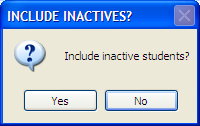 INCLUDE INACTIVES?
Include inactive students?
Yes
No